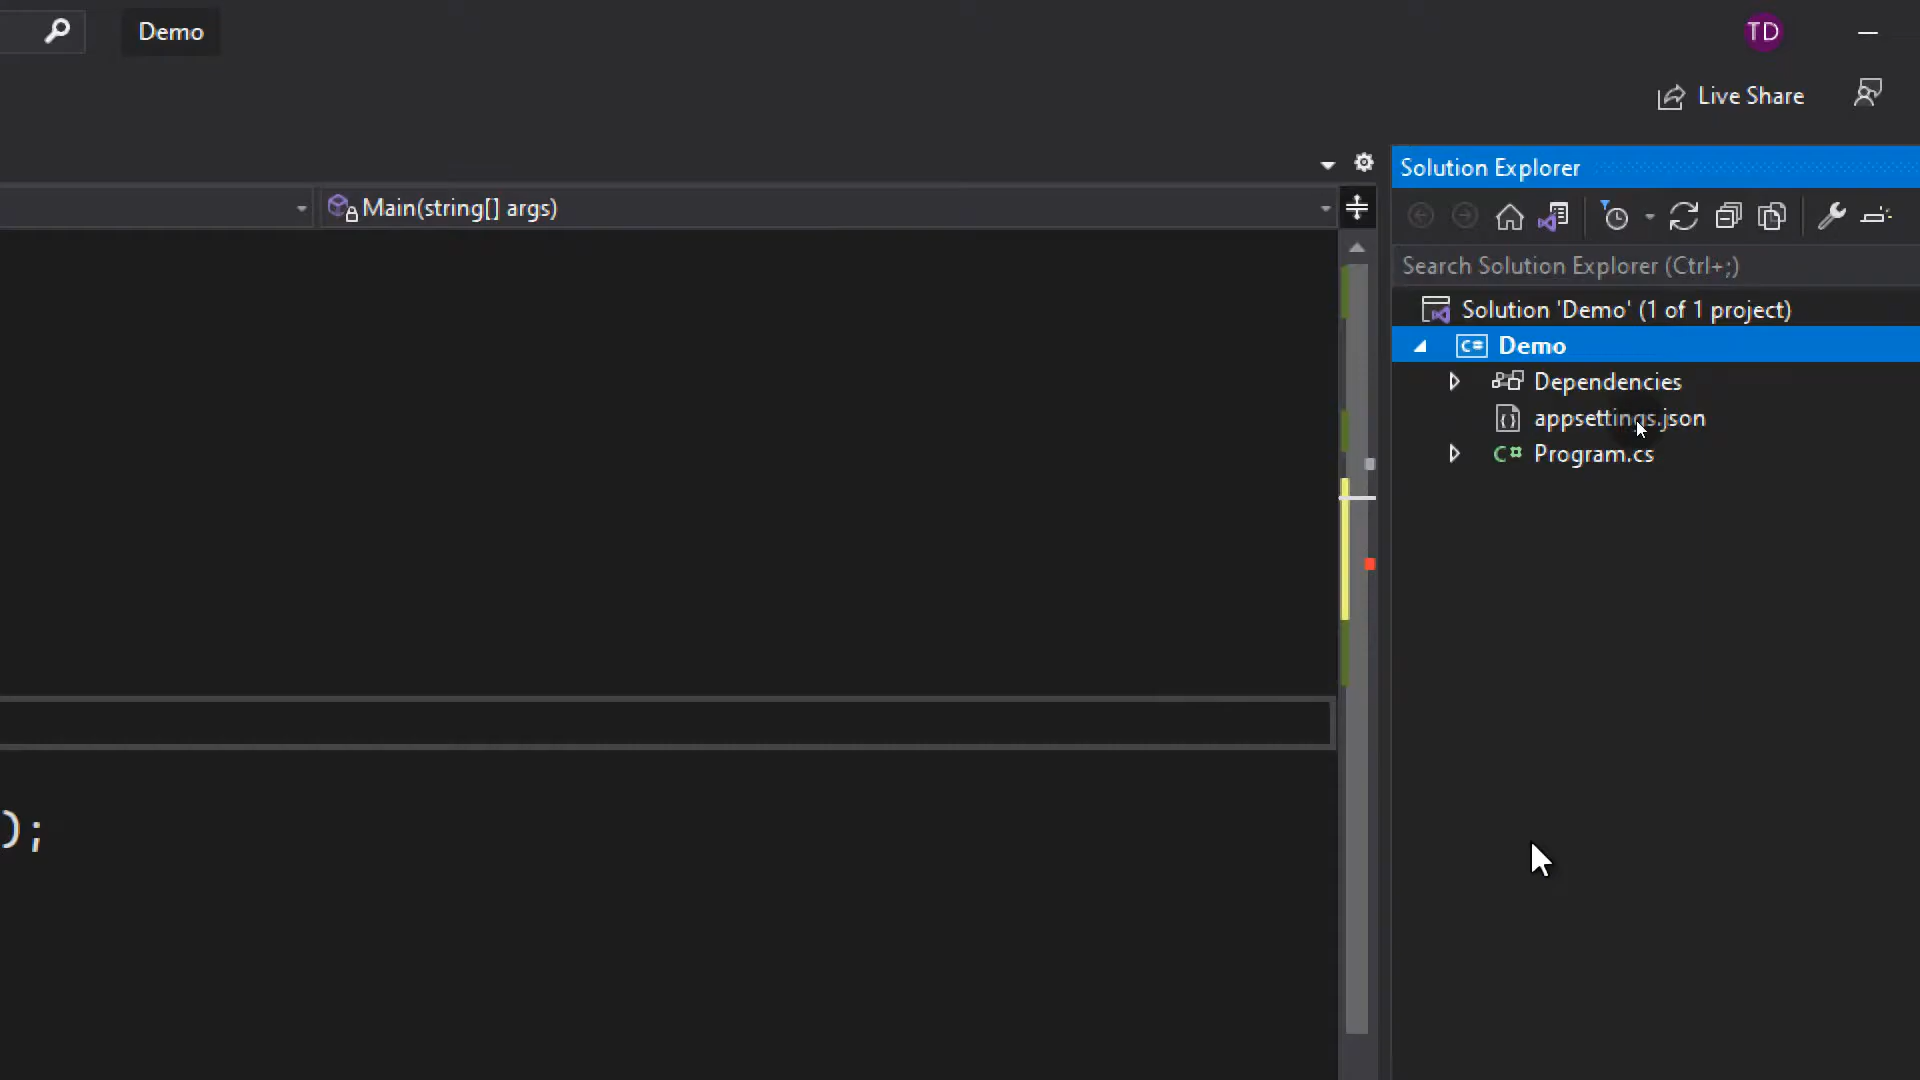 Demo
TD
Live Share
Solution Explorer
Main(string[] args)
Search Solution Explorer (Ctrl+;)
Solution 'Demo' (1 of 1 project)
C# Demo
Dependencies
appsettings.json
C# Program.cs
);